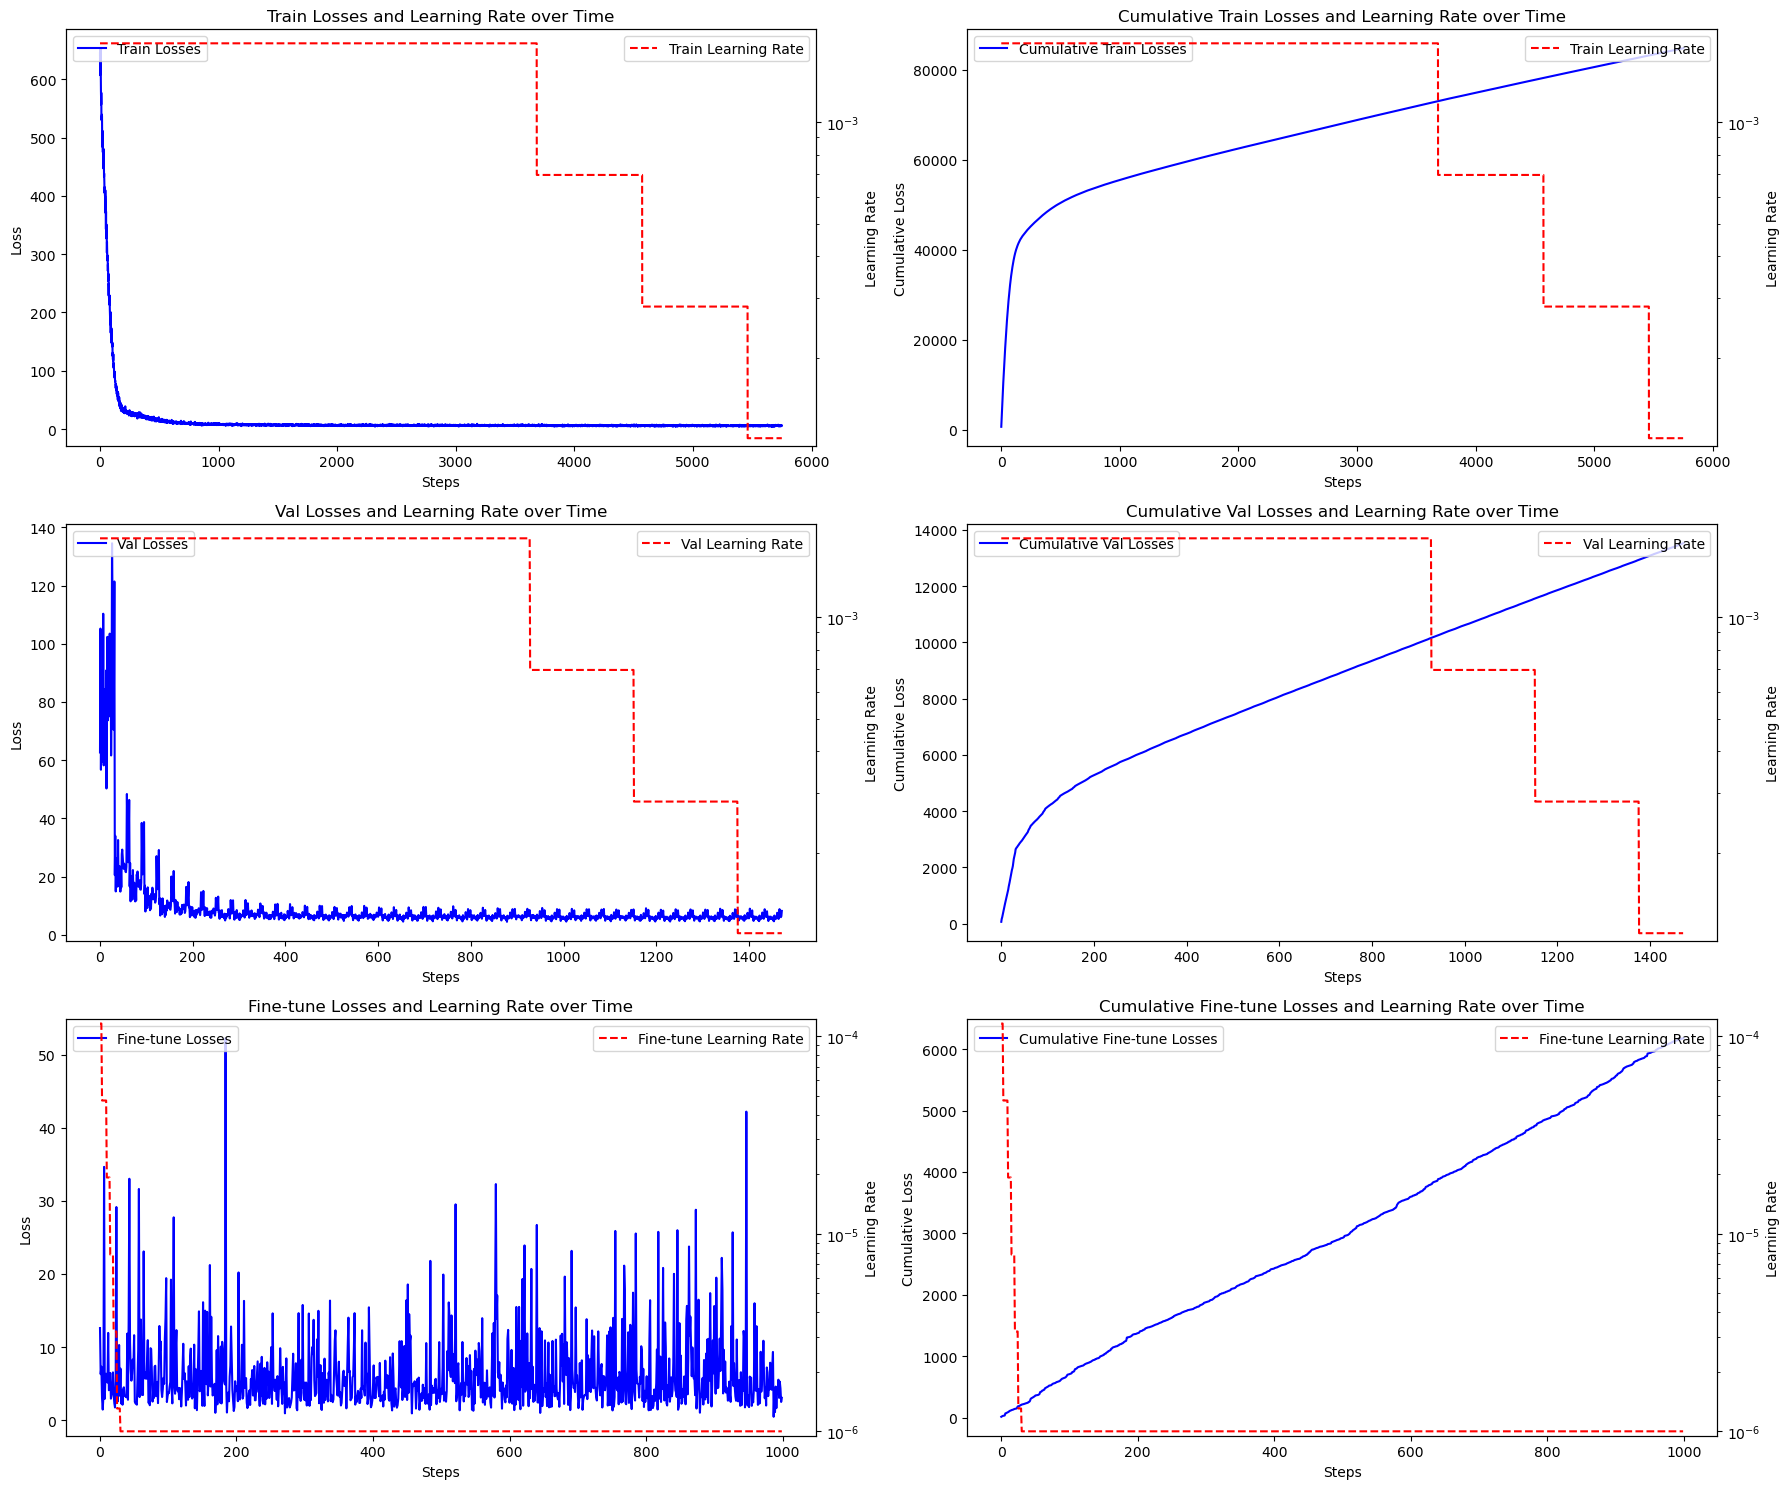 Train Losses and Learning Rate over Time
Train Losses
Train Learning Rate
600
500
400
300
200
100
0
Loss
10⁻³
Learning Rate
0 1000 2000 3000 4000 5000 6000
Steps
Cumulative Train Losses and Learning Rate over Time
Cumulative Train Losses
Train Learning Rate
80000
60000
40000
20000
0
Cumulative Loss
10⁻³
Learning Rate
0 1000 2000 3000 4000 5000 6000
Steps
Val Losses and Learning Rate over Time
Val Losses
Val Learning Rate
140
120
100
80
60
40
20
0
Loss
10⁻³
Learning Rate
0 200 400 600 800 1000 1200 1400
Steps
Cumulative Val Losses and Learning Rate over Time
Cumulative Val Losses
Val Learning Rate
14000
12000
10000
8000
6000
4000
2000
0
Cumulative Loss
10⁻³
Learning Rate
0 200 400 600 800 1000 1200 1400
Steps
Fine-tune Losses and Learning Rate over Time
Fine-tune Losses
Fine-tune Learning Rate
50
40
30
20
10
0
Loss
10⁻⁴
10⁻⁵
10⁻⁶
Learning Rate
0 200 400 600 800 1000
Steps
Cumulative Fine-tune Losses and Learning Rate over Time
Cumulative Fine-tune Losses
Fine-tune Learning Rate
6000
5000
4000
3000
2000
1000
0
Cumulative Loss
10⁻⁴
10⁻⁵
10⁻⁶
Learning Rate
0 200 400 600 800 1000
Steps